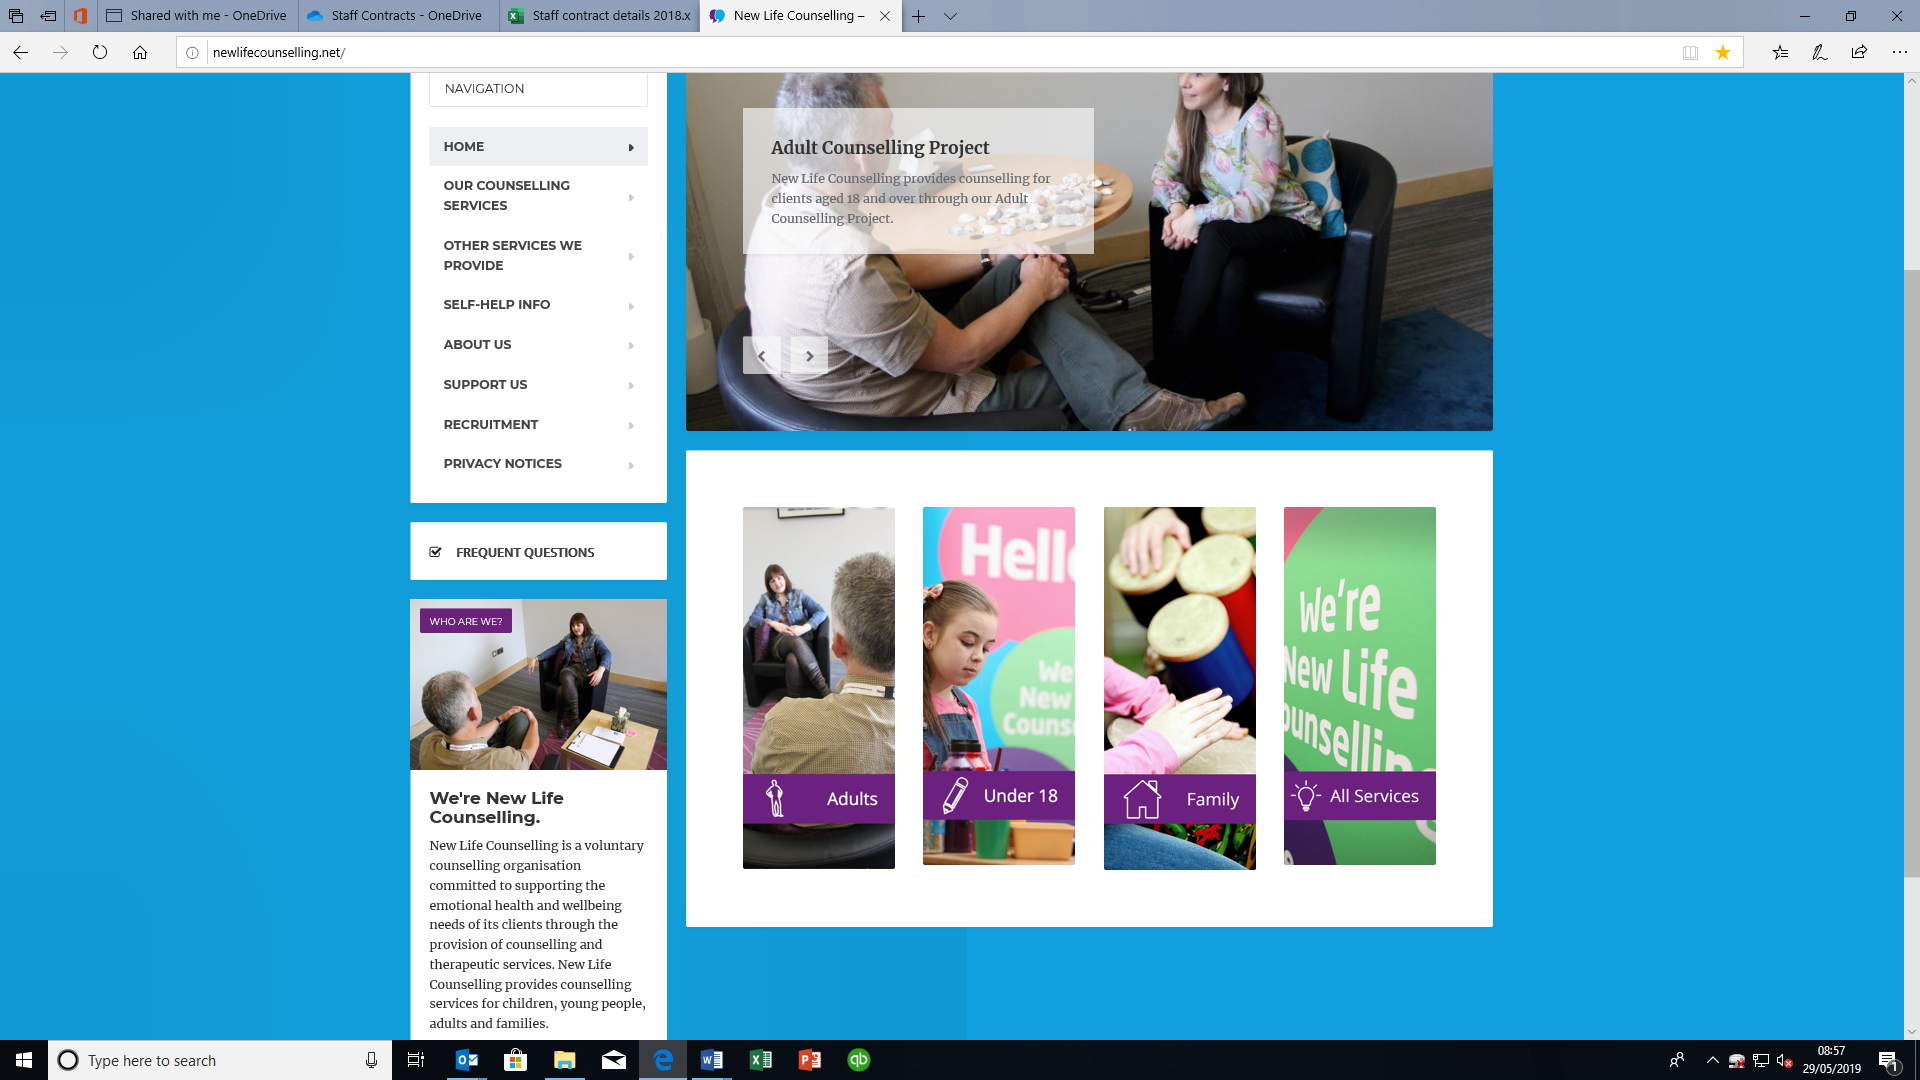 Shared with me - OneDrive
Staff Contracts - OneDrive
Staff contract details 2018.x
New Life Counselling –
newlifecounselling.net/
NAVIGATION
HOME
OUR COUNSELLING
SERVICES
OTHER SERVICES WE
PROVIDE
SELF-HELP INFO
ABOUT US
SUPPORT US
RECRUITMENT
PRIVACY NOTICES
FREQUENT QUESTIONS
WHO ARE WE?
We're New Life
Counselling.
New Life Counselling is a voluntary
counselling organisation
committed to supporting the
emotional health and wellbeing
needs of its clients through the
provision of counselling and
therapeutic services. New Life
Counselling provides counselling
services for children, young people,
adults and families.
Adult Counselling Project
New Life Counselling provides counselling for
clients aged 18 and over through our Adult
Counselling Project.
Adults
Hello
We
New
Couns
Under 18
Family
We're
New Life
ounselling
All Services
Type here to search
08:57
29/05/2019
1